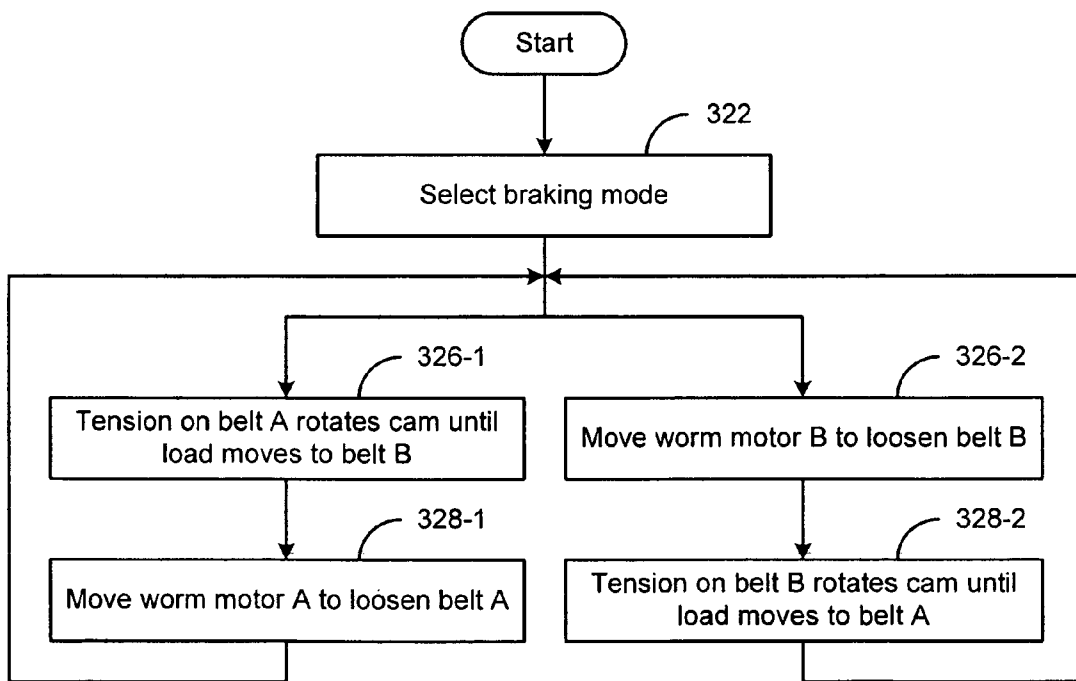 Start
322
Select braking mode
326-1
Tension on belt A rotates cam until
load moves to belt B
326-2
Move worm motor B to loosen belt B
328-1
Move worm motor A to loosen belt A
328-2
Tension on belt B rotates cam until
load moves to belt A